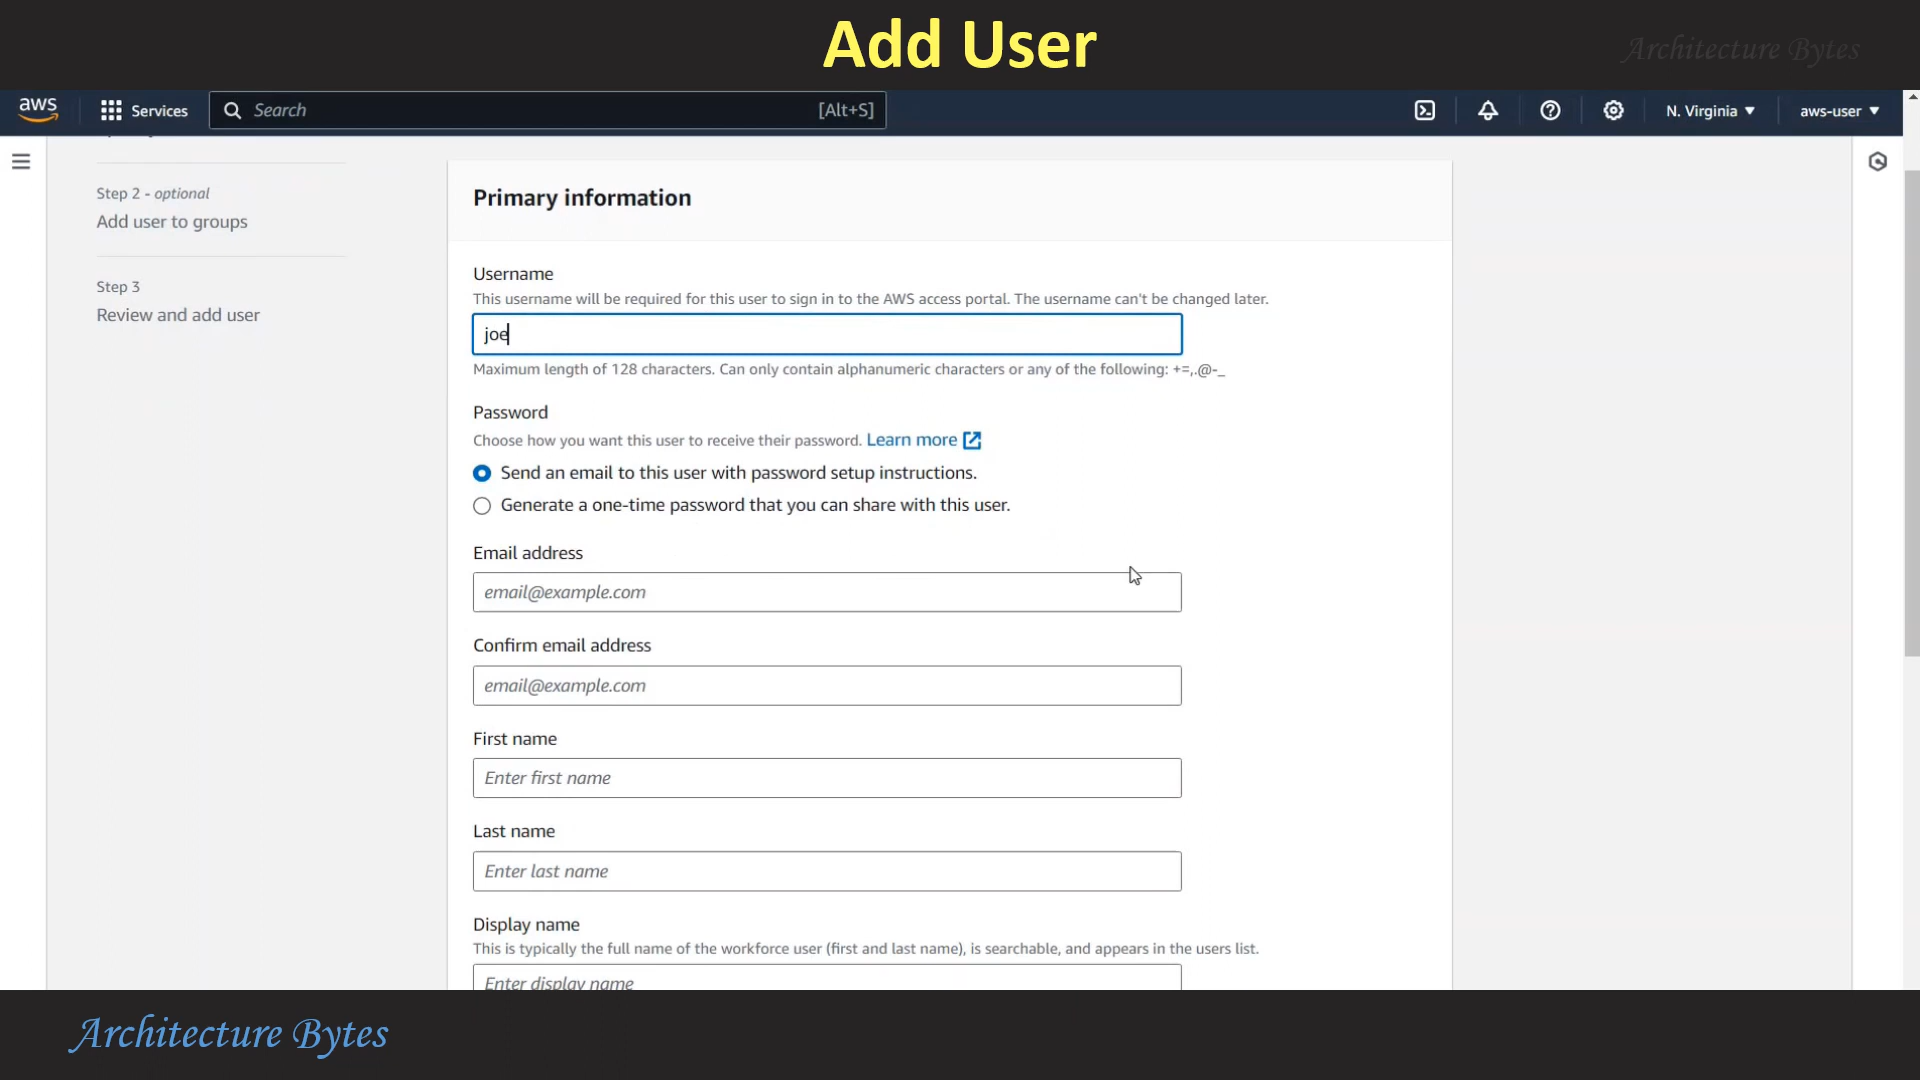 Add User
Architecture Bytes
aws
Services
Search
[Alt+S]
N. Virginia
aws-user
Step 2 - optional
Add user to groups
Step 3
Review and add user
Primary information
Username
This username will be required for this user to sign in to the AWS access portal. The username can't be changed later.
joe
Maximum length of 128 characters. Can only contain alphanumeric characters or any of the following: +=,.@-_
Password
Choose how you want this user to receive their password. Learn more
Send an email to this user with password setup instructions.
Generate a one-time password that you can share with this user.
Email address
email@example.com
Confirm email address
email@example.com
First name
Enter first name
Last name
Enter last name
Display name
This is typically the full name of the workforce user (first and last name), is searchable, and appears in the users list.
Enter display name
Architecture Bytes